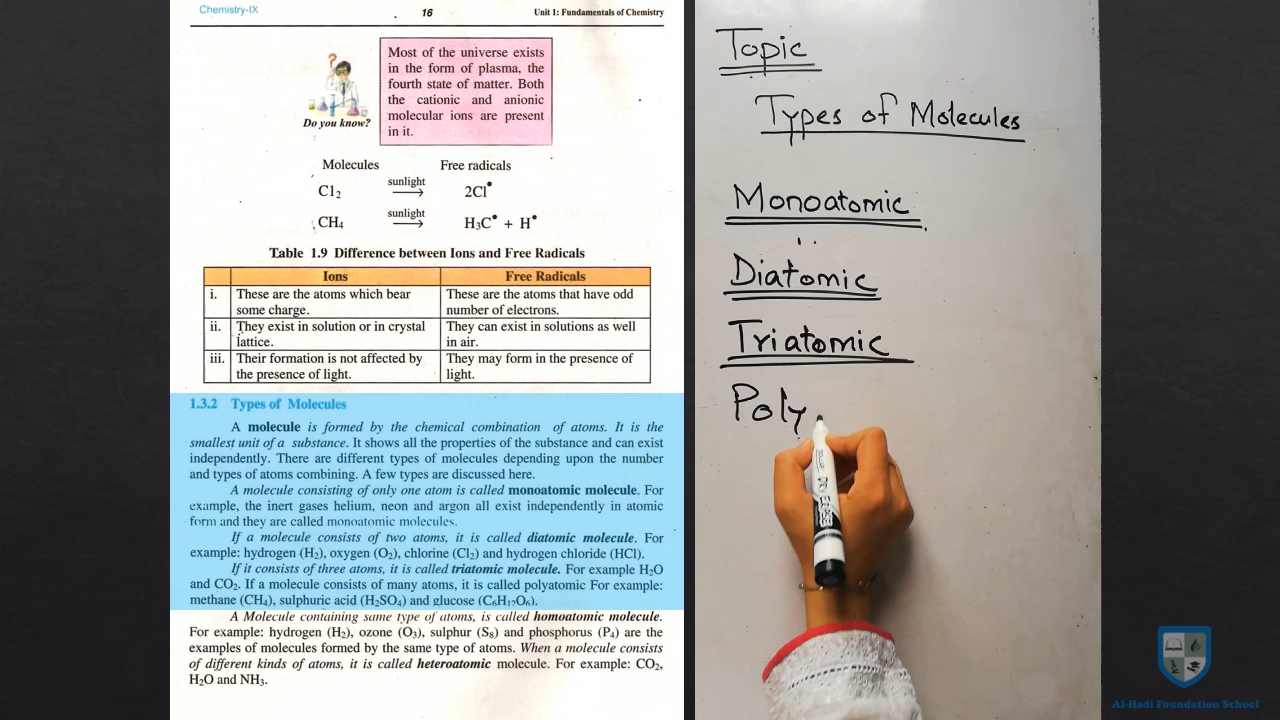 Chemistry-IX
16
Unit 1: Fundamentals of Chemistry
Most of the universe exists
in the form of plasma, the
fourth state of matter. Both
the cationic and anionic
molecular ions are present
in it.
Do you know?
Molecules Free radicals
Cl₂ sunlight → 2Cl•
CH₄ sunlight → H₃C• + H•
Table 1.9 Difference between Ions and Free Radicals
Ions Free Radicals
i. These are the atoms which bear some charge. These are the atoms that have odd number of electrons.
ii. They exist in solution or in crystal lattice. They can exist in solutions as well in air.
iii. Their formation is not affected by the presence of light. They may form in the presence of light.
1.3.2 Types of Molecules
A molecule is formed by the chemical combination of atoms. It is the
smallest unit of a substance. It shows all the properties of the substance and can exist
independently. There are different types of molecules depending upon the number
and types of atoms combining. A few types are discussed here.
A molecule consisting of only one atom is called monoatomic molecule. For
example, the inert gases helium, neon and argon all exist independently in atomic
form and they are called monoatomic molecules.
If a molecule consists of two atoms, it is called diatomic molecule. For
example: hydrogen (H₂), oxygen (O₂), chlorine (Cl₂) and hydrogen chloride (HCl).
If it consists of three atoms, it is called triatomic molecule. For example H₂O
and CO₂. If a molecule consists of many atoms, it is called polyatomic For example:
methane (CH₄), sulphuric acid (H₂SO₄) and glucose (C₆H₁₂O₆).
A Molecule containing same type of atoms, is called homoatomic molecule.
For example: hydrogen (H₂), ozone (O₃), sulphur (S₈) and phosphorus (P₄) are the
examples of molecules formed by the same type of atoms. When a molecule consists
of different kinds of atoms, it is called heteroatomic molecule. For example: CO₂,
H₂O and NH₃.
Topic
Types of Molecules
Monoatomic
Diatomic
Triatomic
Poly
DRY ERASE
Al-Hadi Foundation School